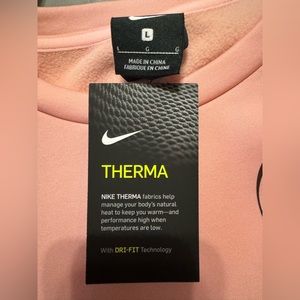 L
L G G
MADE IN CHINA
FABRIQUÉ EN CHINE
THERMA
NIKE THERMA fabrics help
manage your body's natural
heat to keep you warm—and
performance high when
temperatures are low.
With DRI-FIT Technology